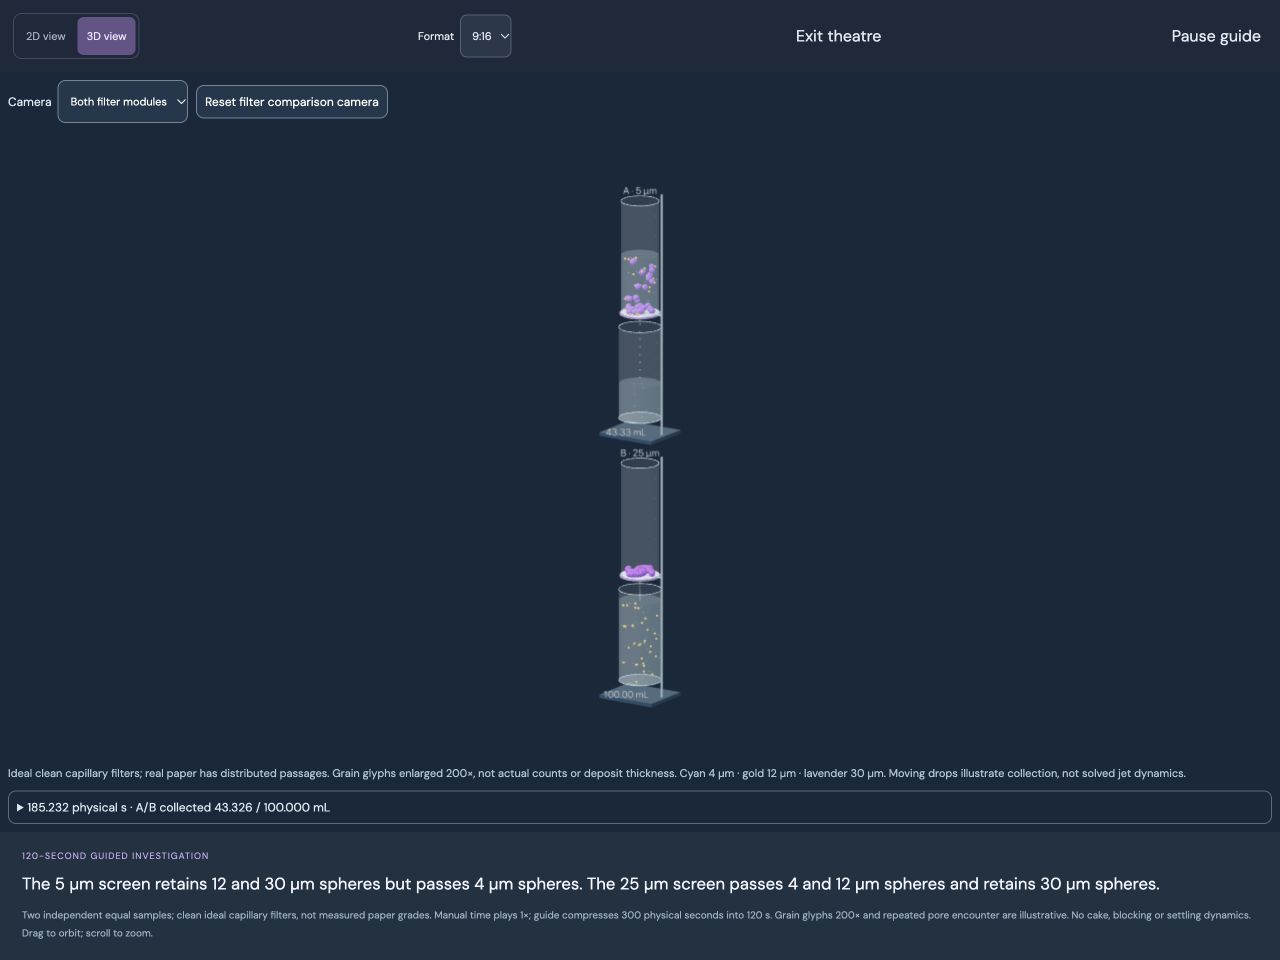 2D view
3D view
Format
9:16
Exit theatre
Pause guide
Camera
Both filter modules
Reset filter comparison camera
A · 5 µm
43.33 mL
B · 25 µm
100.00 mL
Ideal clean capillary filters; real paper has distributed passages. Grain glyphs enlarged 200×, not actual counts or deposit thickness. Cyan 4 µm · gold 12 µm · lavender 30 µm. Moving drops illustrate collection, not solved jet dynamics.
185.232 physical s · A/B collected 43.326 / 100.000 mL
120-SECOND GUIDED INVESTIGATION
The 5 µm screen retains 12 and 30 µm spheres but passes 4 µm spheres. The 25 µm screen passes 4 and 12 µm spheres and retains 30 µm spheres.
Two independent equal samples; clean ideal capillary filters, not measured paper grades. Manual time plays 1×; guide compresses 300 physical seconds into 120 s. Grain glyphs 200× and repeated pore encounter are illustrative. No cake, blocking or settling dynamics.
Drag to orbit; scroll to zoom.